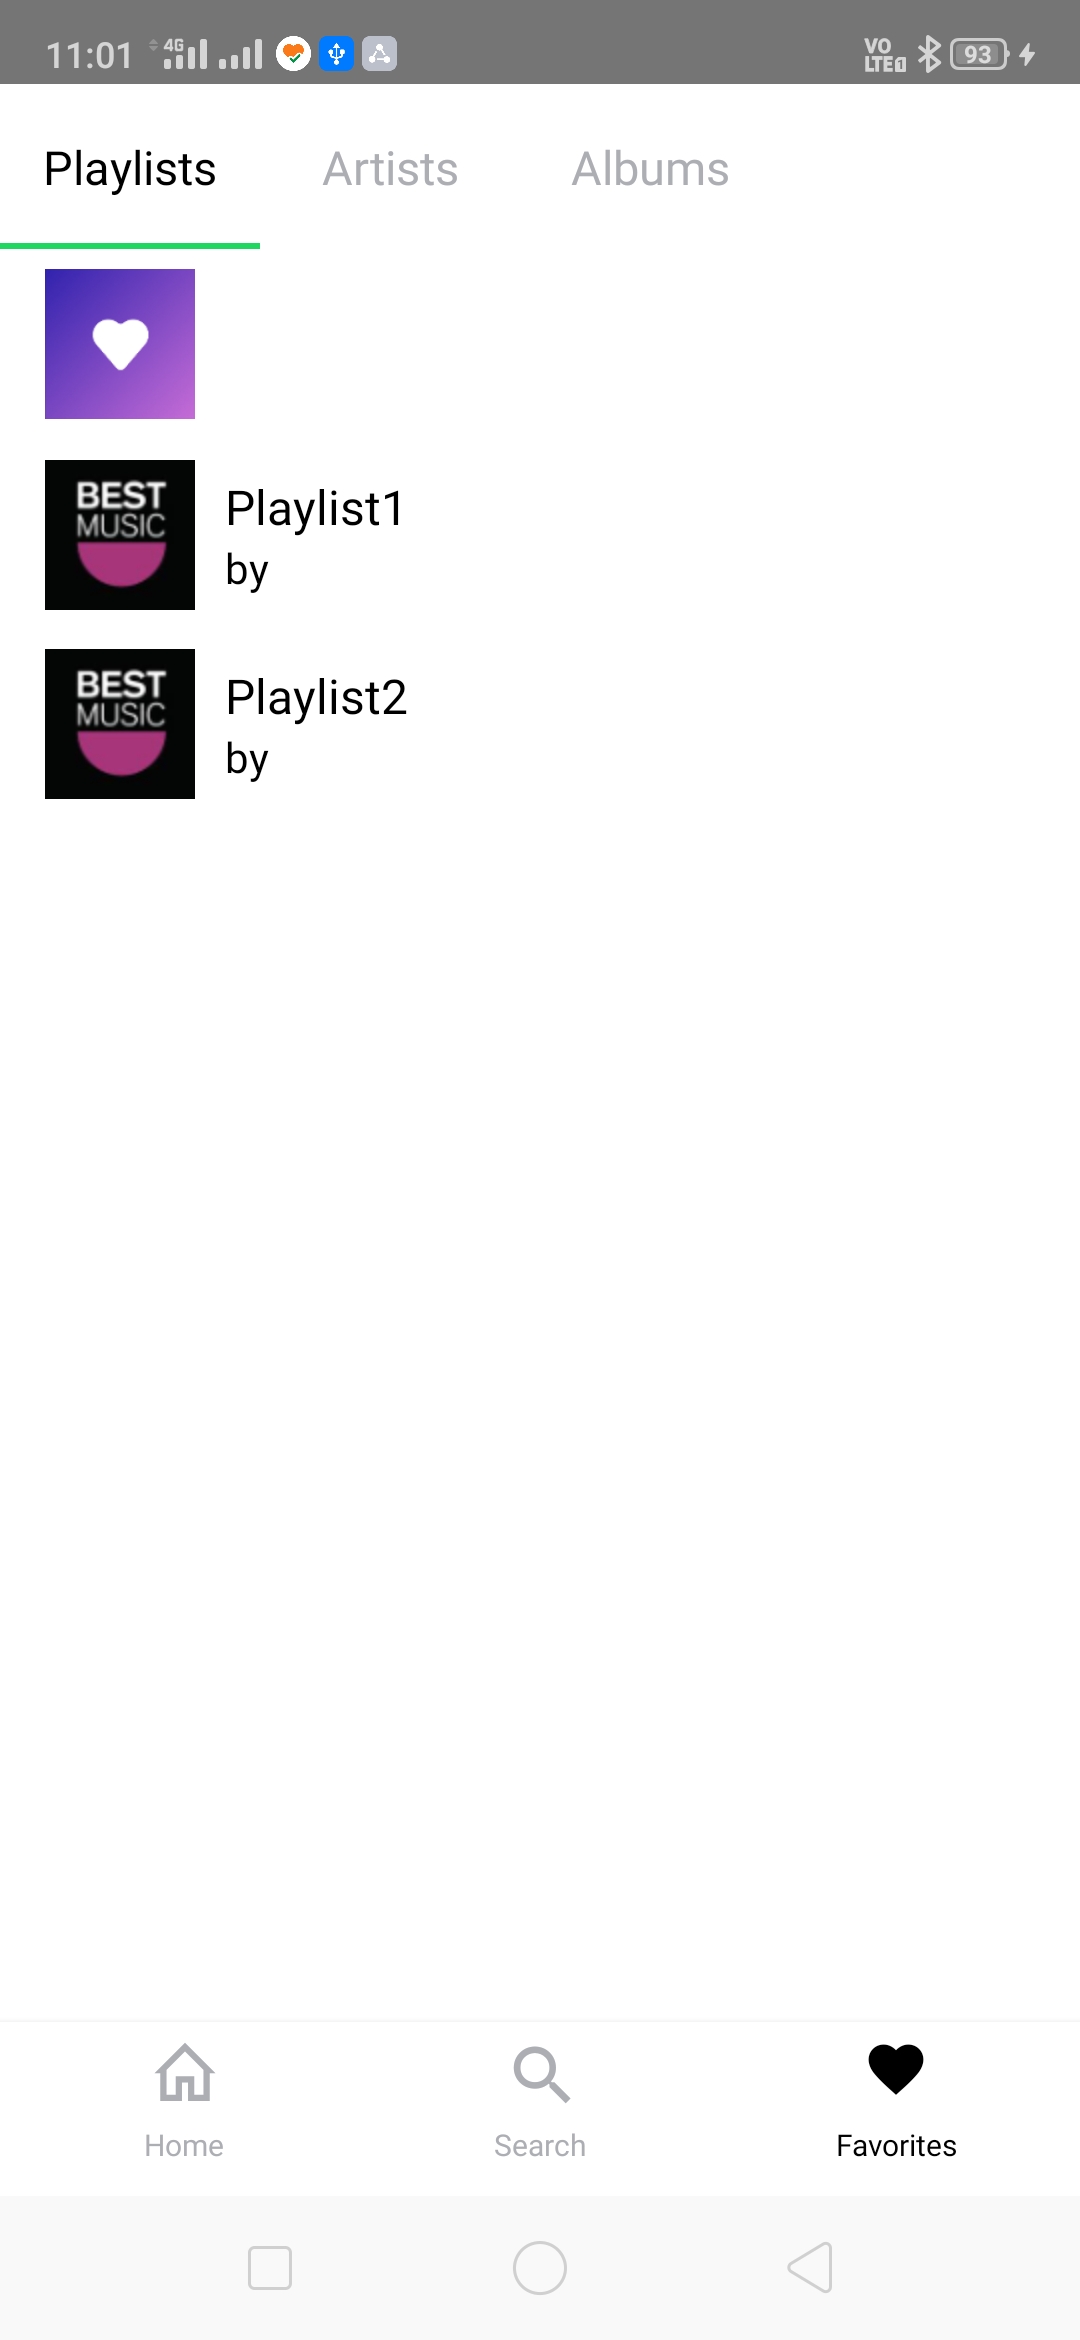 11:01 4G VO LTE 1 93
Playlists Artists Albums
BEST
MUSIC
Playlist1
by
BEST
MUSIC
Playlist2
by
Home Search Favorites